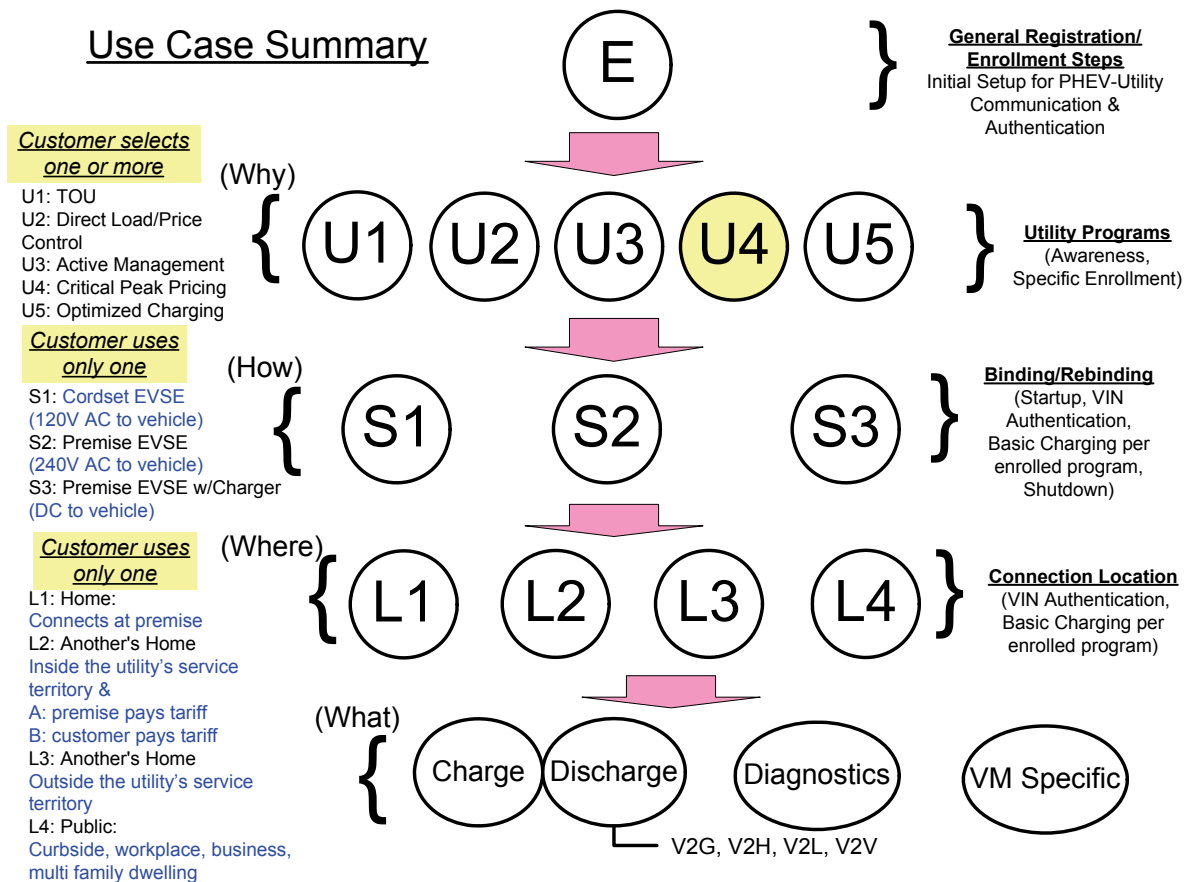 Use Case Summary
E
General Registration/
Enrollment Steps
Initial Setup for PHEV-Utility
Communication &
Authentication
Customer selects
one or more
U1: TOU
U2: Direct Load/Price
Control
U3: Active Management
U4: Critical Peak Pricing
U5: Optimized Charging
(Why)
{
U1
U2
U3
U4
U5
}
Utility Programs
(Awareness,
Specific Enrollment)
Customer uses
only one
S1: Cordset EVSE
(120V AC to vehicle)
S2: Premise EVSE
(240V AC to vehicle)
S3: Premise EVSE w/Charger
(DC to vehicle)
(How)
{
S1
S2
S3
}
Binding/Rebinding
(Startup, VIN
Authentication,
Basic Charging per
enrolled program,
Shutdown)
Customer uses
only one
L1: Home:
Connects at premise
L2: Another's Home
Inside the utility’s service
territory &
A: premise pays tariff
B: customer pays tariff
L3: Another's Home
Outside the utility’s service
territory
L4: Public:
Curbside, workplace, business,
multi family dwelling
(Where)
{
L1
L2
L3
L4
}
Connection Location
(VIN Authentication,
Basic Charging per
enrolled program)
(What)
{
Charge
Discharge
Diagnostics
VM Specific
V2G, V2H, V2L, V2V